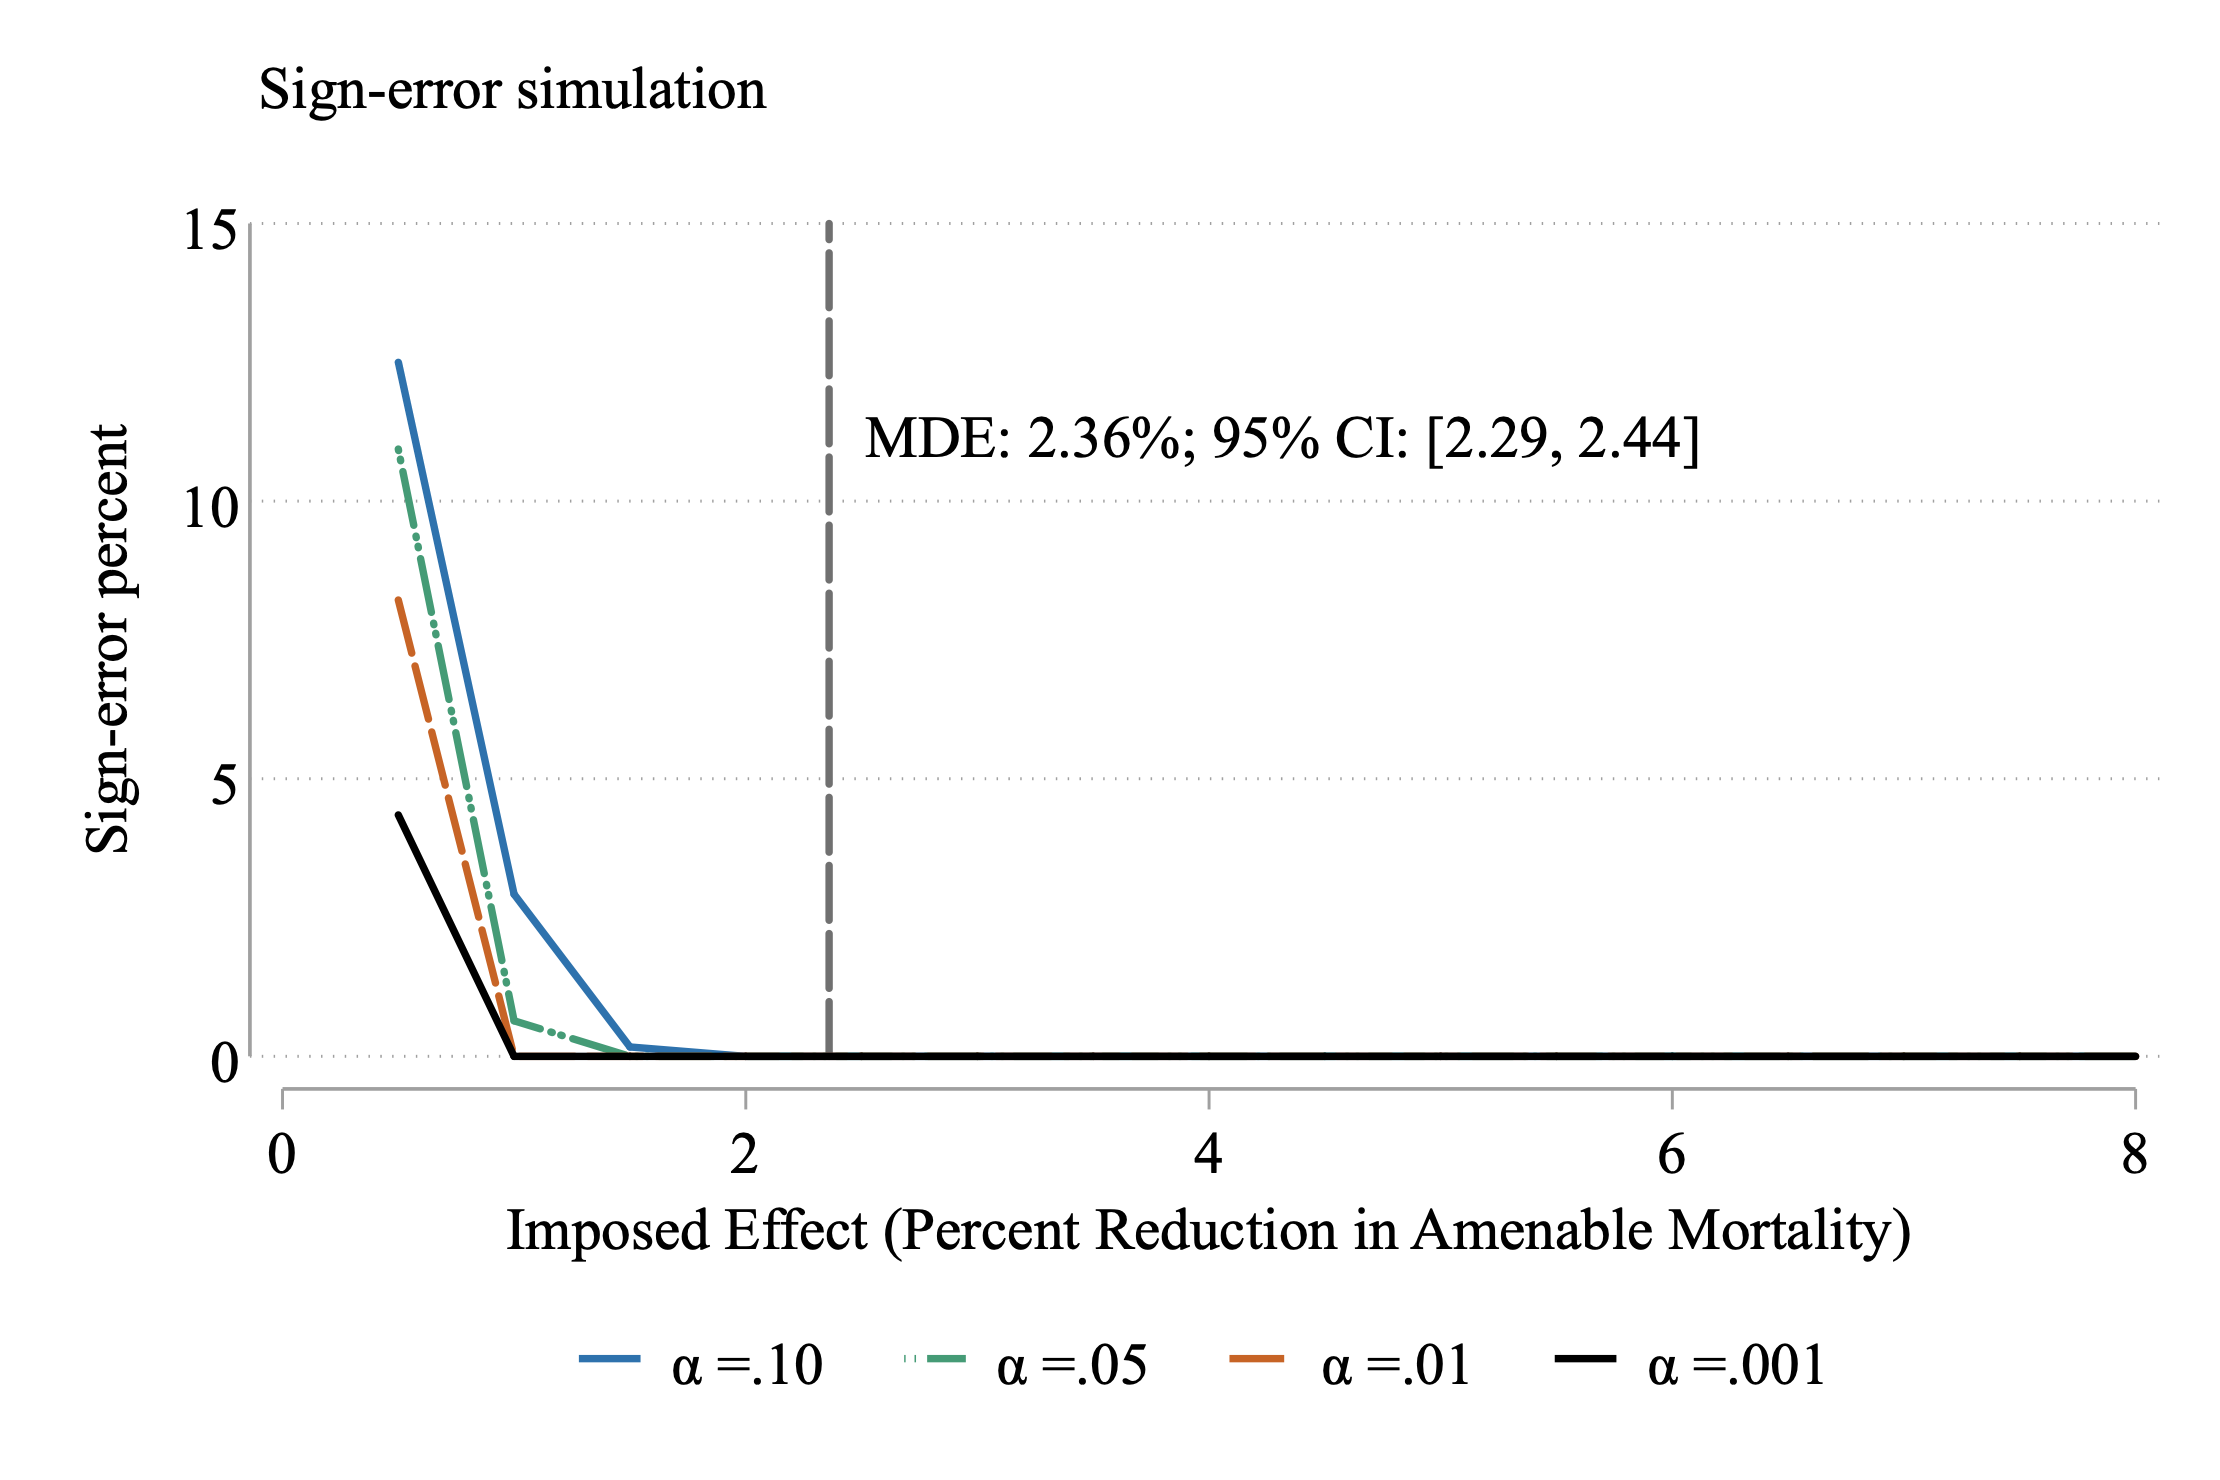 Sign-error simulation
15
10
5
0
Sign-error percent
MDE: 2.36%; 95% CI: [2.29, 2.44]
0 2 4 6 8
Imposed Effect (Percent Reduction in Amenable Mortality)
α =.10 α =.05 α =.01 α =.001